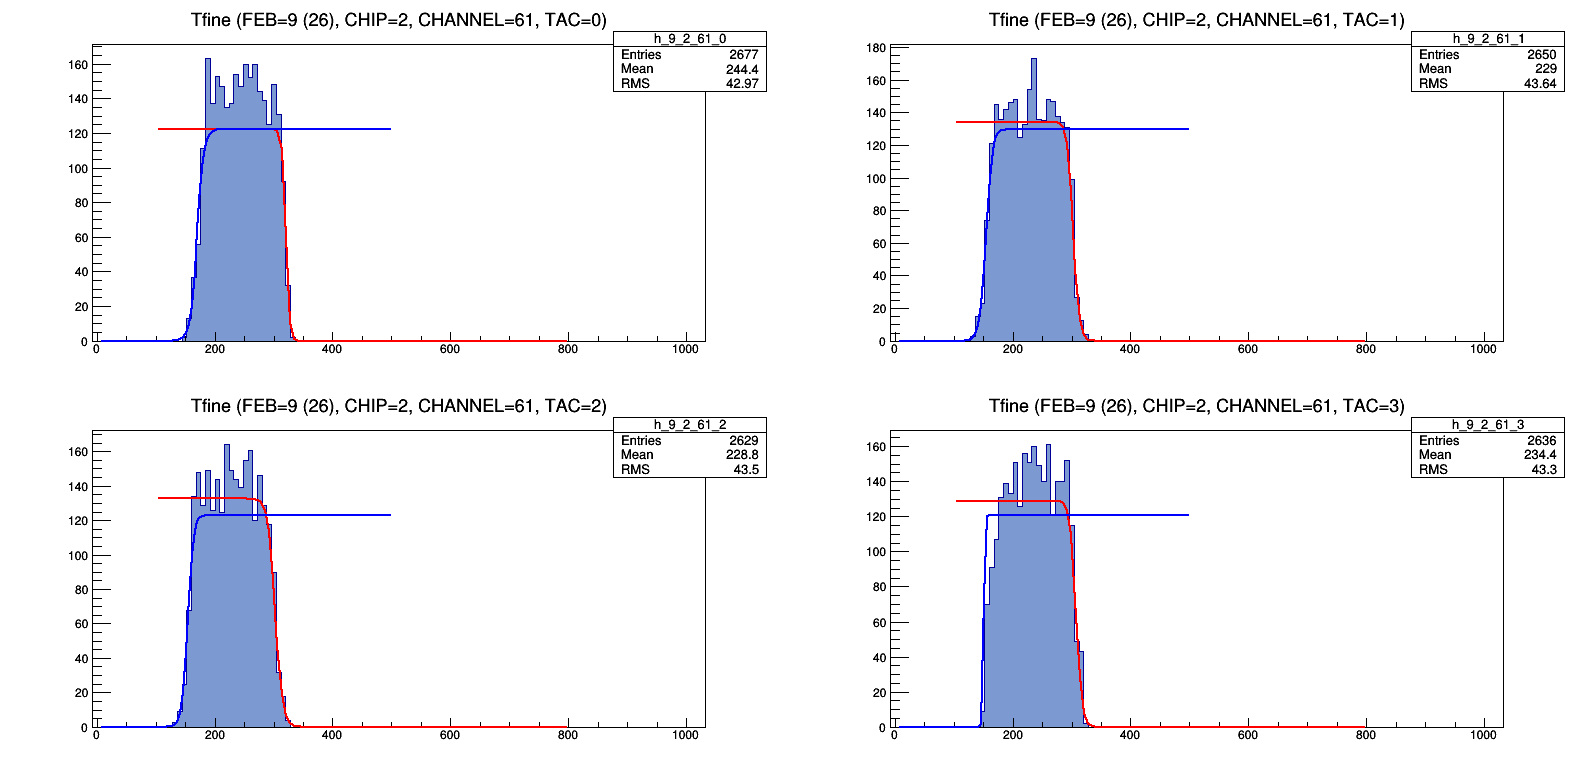 Tfine (FEB=9 (26), CHIP=2, CHANNEL=61, TAC=0)
h_9_2_61_0
Entries 2677
Mean 244.4
RMS 42.97
160
140
120
100
80
60
40
20
0
0 200 400 600 800 1000
Tfine (FEB=9 (26), CHIP=2, CHANNEL=61, TAC=1)
h_9_2_61_1
Entries 2650
Mean 229
RMS 43.64
180
160
140
120
100
80
60
40
20
0
0 200 400 600 800 1000
Tfine (FEB=9 (26), CHIP=2, CHANNEL=61, TAC=2)
h_9_2_61_2
Entries 2629
Mean 228.8
RMS 43.5
160
140
120
100
80
60
40
20
0
0 200 400 600 800 1000
Tfine (FEB=9 (26), CHIP=2, CHANNEL=61, TAC=3)
h_9_2_61_3
Entries 2636
Mean 234.4
RMS 43.3
160
140
120
100
80
60
40
20
0
0 200 400 600 800 1000